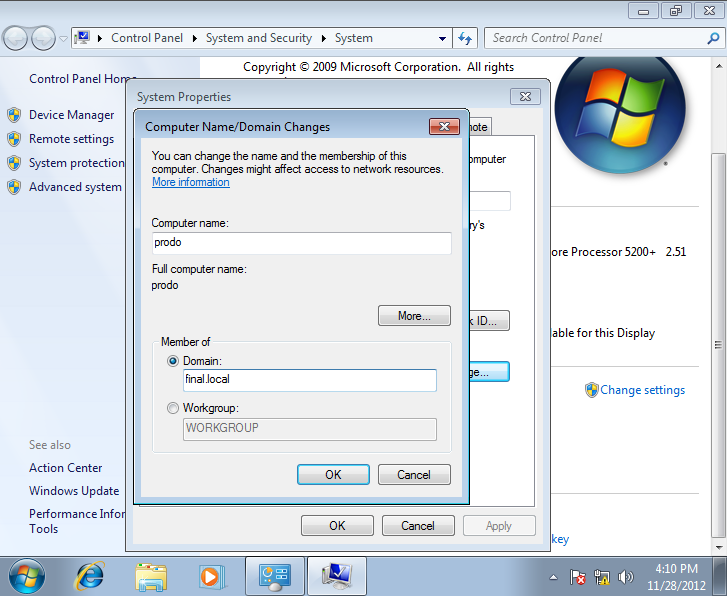 Control Panel ▸ System and Security ▸ System
Search Control Panel
Control Panel Home
Device Manager
Remote settings
System protection
Advanced system
See also
Action Center
Windows Update
Performance Infor
Tools
Copyright © 2009 Microsoft Corporation.  All rights
System Properties
note
omputer
ry's
k ID...
ge...
OK
Cancel
Apply
Computer Name/Domain Changes
You can change the name and the membership of this
computer. Changes might affect access to network resources.
More information
Computer name:
prodo
Full computer name:
prodo
More...
Member of
Domain:
final.local
Workgroup:
WORKGROUP
OK
Cancel
ore Processor 5200+   2.51
lable for this Display
Change settings
key
4:10 PM
11/28/2012